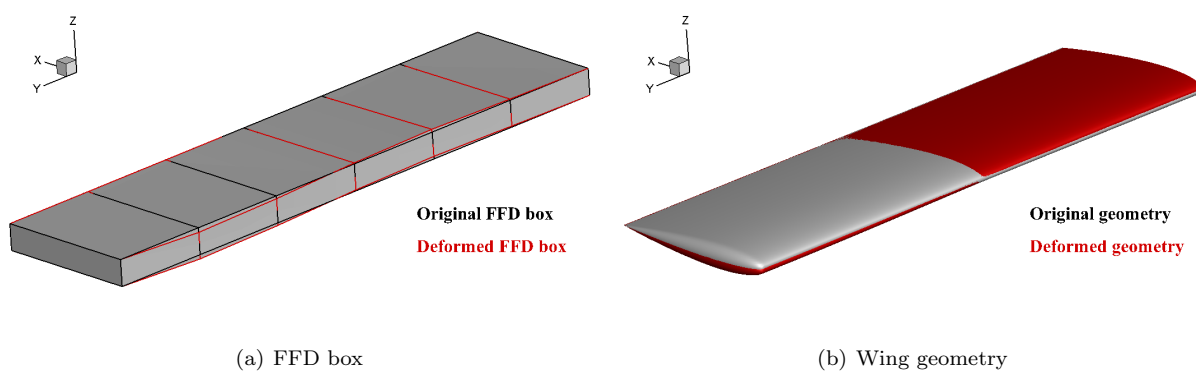 Z
X
Y
Original FFD box
Deformed FFD box
(a) FFD box
Z
X
Y
Original geometry
Deformed geometry
(b) Wing geometry